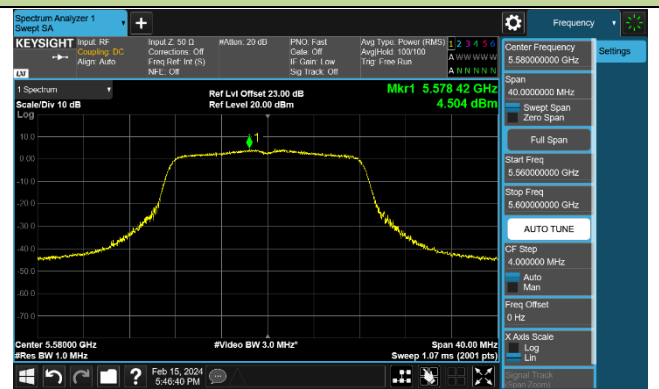 Spectrum Analyzer 1
Swept SA
+
Frequency
KEYSIGHT
Input: RF
Coupling: DC
Align: Auto
LXI
Input Z: 50 Ω
Corrections: Off
Freq Ref: Int (S)
NFE: Off
#Atten: 20 dB
PNO: Fast
Gate: Off
IF Gain: Low
Sig Track: Off
Avg Type: Power (RMS)
Avg|Hold: 100/100
Trig: Free Run
1 2 3 4 5 6
A W W W W W
A N N N N N
1 Spectrum
Scale/Div 10 dB
Log
Ref Lvl Offset 23.00 dB
Ref Level 20.00 dBm
Mkr1 5.578 42 GHz
4.504 dBm
1
10.0
0.00
-10.0
-20.0
-30.0
-40.0
-50.0
-60.0
-70.0
Center 5.58000 GHz
#Res BW 1.0 MHz
#Video BW 3.0 MHz*
Span 40.00 MHz
Sweep 1.07 ms (2001 pts)
Feb 15, 2024
5:46:40 PM
?
Center Frequency
5.580000000 GHz
Span
40.0000000 MHz
Swept Span
Zero Span
Full Span
Start Freq
5.560000000 GHz
Stop Freq
5.600000000 GHz
AUTO TUNE
CF Step
4.000000 MHz
Auto
Man
Freq Offset
0 Hz
X Axis Scale
Log
Lin
Signal Track
(Span Zoom)
Settings